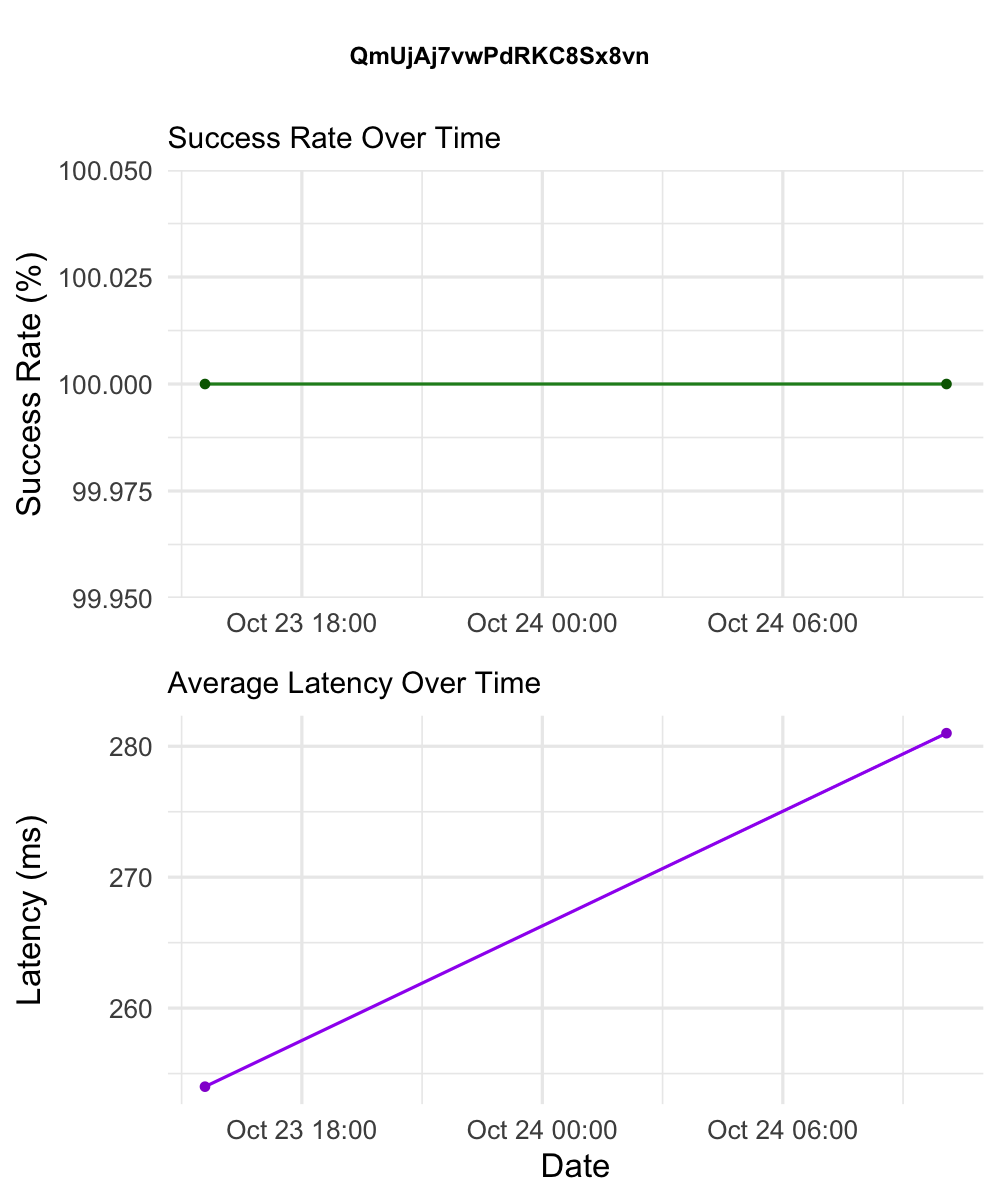 QmUjAj7vwPdRKC8Sx8vn
Success Rate Over Time
Success Rate (%)
100.050
100.025
100.000
99.975
99.950
Oct 23 18:00 Oct 24 00:00 Oct 24 06:00
Average Latency Over Time
Latency (ms)
280
270
260
Oct 23 18:00 Oct 24 00:00 Oct 24 06:00
Date